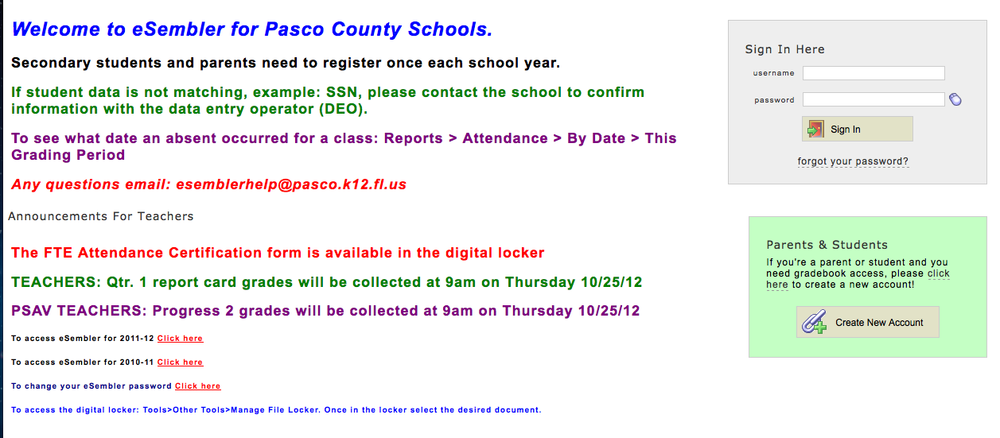 Welcome to eSembler for Pasco County Schools.
Secondary students and parents need to register once each school year.
If student data is not matching, example: SSN, please contact the school to confirm
information with the data entry operator (DEO).
To see what date an absent occurred for a class: Reports > Attendance > By Date > This
Grading Period
Any questions email: esemblerhelp@pasco.k12.fl.us
Announcements For Teachers
The FTE Attendance Certification form is available in the digital locker
TEACHERS: Qtr. 1 report card grades will be collected at 9am on Thursday 10/25/12
PSAV TEACHERS: Progress 2 grades will be collected at 9am on Thursday 10/25/12
To access eSembler for 2011-12 Click here
To access eSembler for 2010-11 Click here
To change your eSembler password Click here
To access the digital locker: Tools>Other Tools>Manage File Locker. Once in the locker select the desired document.
Sign In Here
username
password
Sign In
forgot your password?
Parents & Students
If you're a parent or student and you
need gradebook access, please click
here to create a new account!
Create New Account